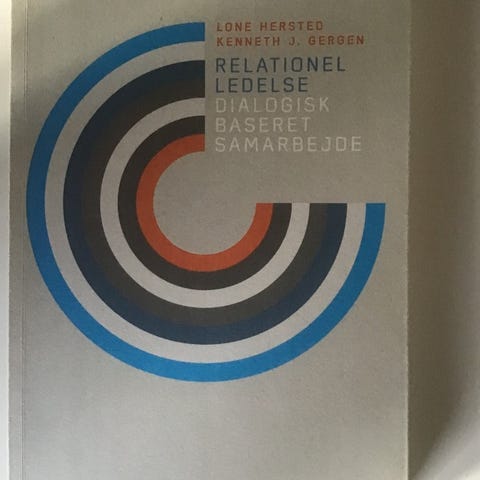 LONE HERSTED
KENNETH J. GERGEN
RELATIONEL
LEDELSE
DIALOGISK
BASERET
SAMARBEJDE